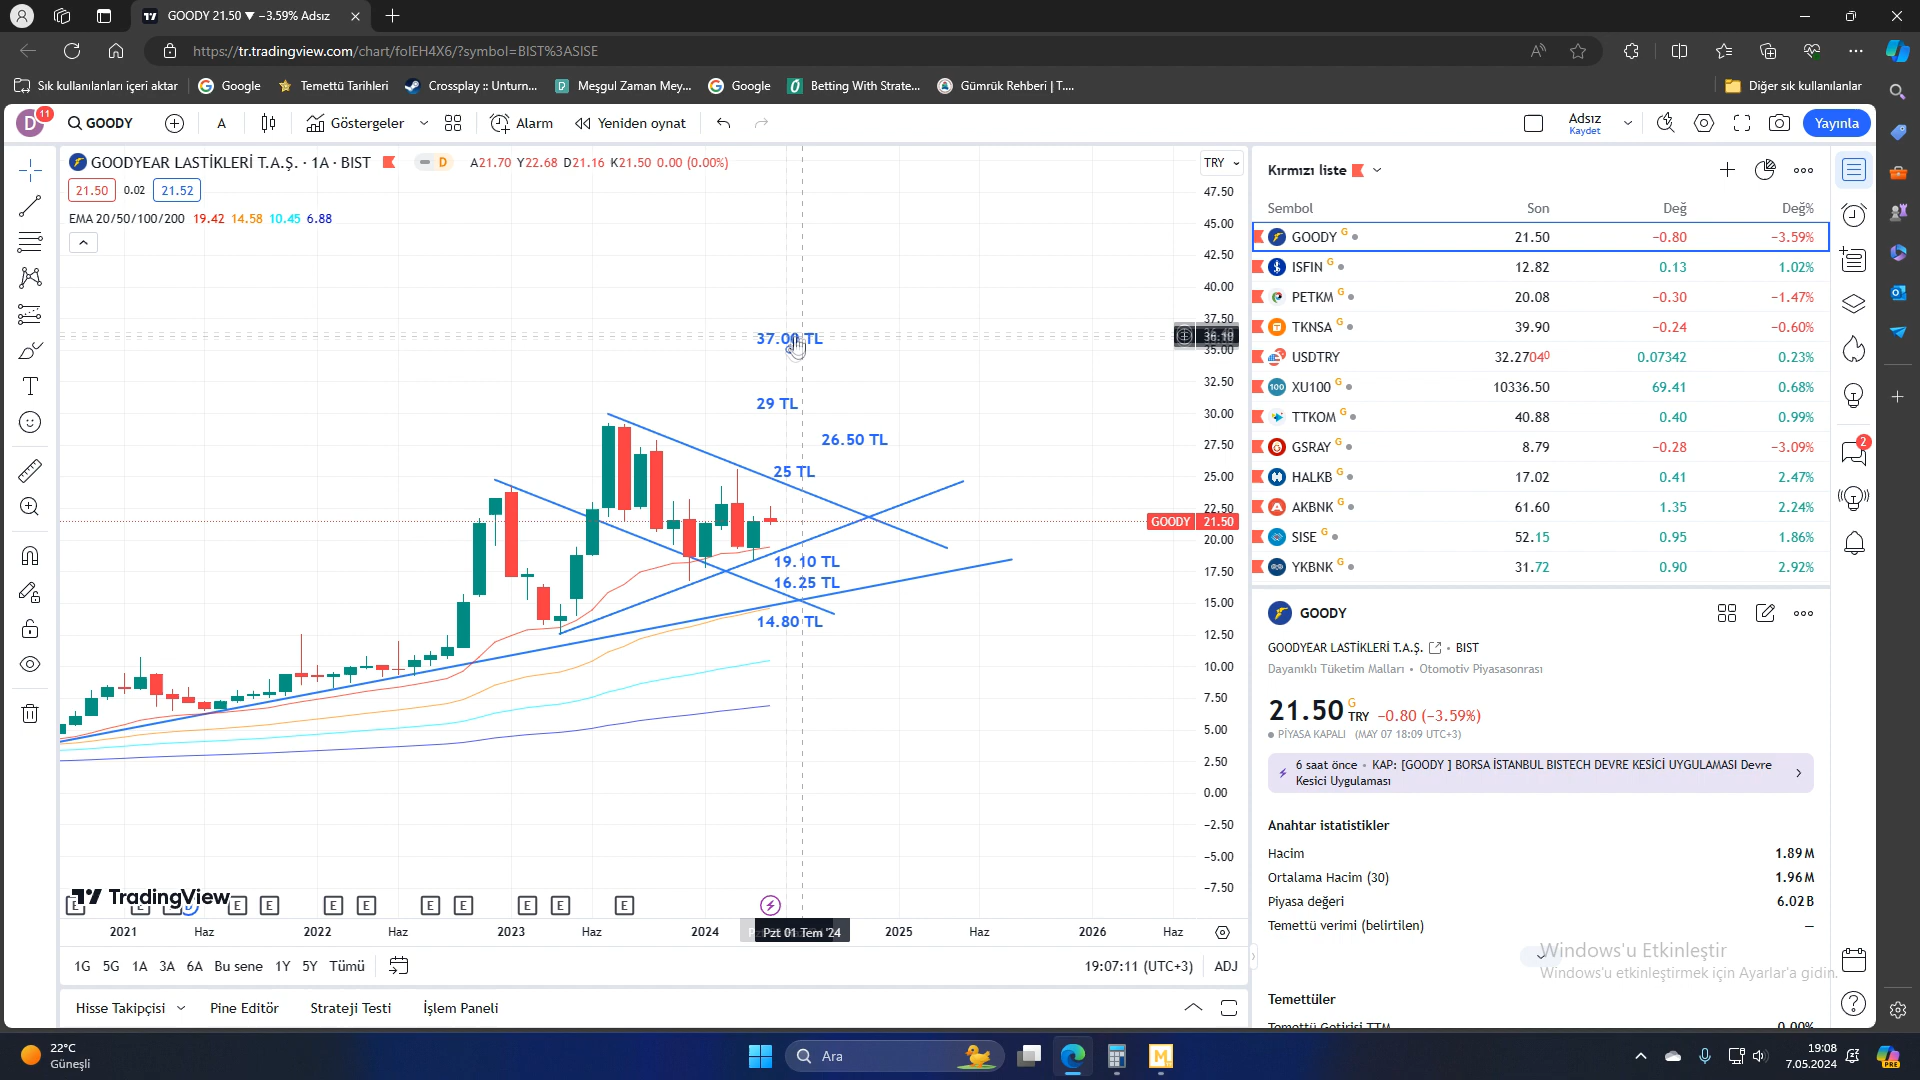 GOODY 21.50 ▼ −3.59% Adsız
https://tr.tradingview.com/chart/folEH4X6/?symbol=BIST%3ASISE
Sık kullanılanları içeri aktar
Google
Temettü Tarihleri
Crossplay :: Unturn...
Meşgul Zaman Mey...
Google
Betting With Strate...
Gümrük Rehberi | T....
Diğer sık kullanılanlar
D 11
GOODY
A
Göstergeler
Alarm
Yeniden oynat
Adsız
Kaydet
Yayınla
GOODYEAR LASTİKLERİ T.A.Ş. · 1A · BIST
D
A21.70 Y22.68 D21.16 K21.50 0.00 (0.00%)
21.50 0.02 21.52
EMA 20/50/100/200 19.42 14.58 10.45 6.88
TRY
47.50
45.00
42.50
40.00
37.50
36.10
35.00
32.50
30.00
27.50
25.00
22.50
GOODY 21.50
20.00
17.50
15.00
12.50
10.00
7.50
5.00
2.50
0.00
−2.50
−5.00
−7.50
37.00 TL
29 TL
26.50 TL
25 TL
19.10 TL
16.25 TL
14.80 TL
TradingView
E E E E E E E E E E E
2021 Haz 2022 Haz 2023 Haz 2024 Pzt 01 Tem '24 2025 Haz 2026 Haz
1G 5G 1A 3A 6A Bu sene 1Y 5Y Tümü
19:07:11 (UTC+3) ADJ
Hisse Takipçisi
Pine Editör
Strateji Testi
İşlem Paneli
Kırmızı liste
Sembol Son Değ Değ%
GOODY G 21.50 −0.80 −3.59%
ISFIN G 12.82 0.13 1.02%
PETKM G 20.08 −0.30 −1.47%
TKNSA G 39.90 −0.24 −0.60%
USDTRY 32.27040 0.07342 0.23%
100 XU100 G 10336.50 69.41 0.68%
TTKOM G 40.88 0.40 0.99%
GSRAY G 8.79 −0.28 −3.09%
HALKB G 17.02 0.41 2.47%
AKBNK G 61.60 1.35 2.24%
SISE G 52.15 0.95 1.86%
YKBNK G 31.72 0.90 2.92%
2
GOODY
GOODYEAR LASTİKLERİ T.A.Ş. • BIST
Dayanıklı Tüketim Malları • Otomotiv Piyasasonrası
21.50 G TRY −0.80 (−3.59%)
PİYASA KAPALI (MAY 07 18:09 UTC+3)
6 saat önce • KAP: [GOODY ] BORSA İSTANBUL BISTECH DEVRE KESİCİ UYGULAMASI Devre
Kesici Uygulaması
Anahtar istatistikler
Hacim 1.89M
Ortalama Hacim (30) 1.96M
Piyasa değeri 6.02B
Temettü verimi (belirtilen) —
Windows'u Etkinleştir
Windows'u etkinleştirmek için Ayarlar'a gidin.
Temettüler
Temettü Getirisi TTM 0.00%
22°C
Güneşli
Ara
19:08
7.05.2024
PRE